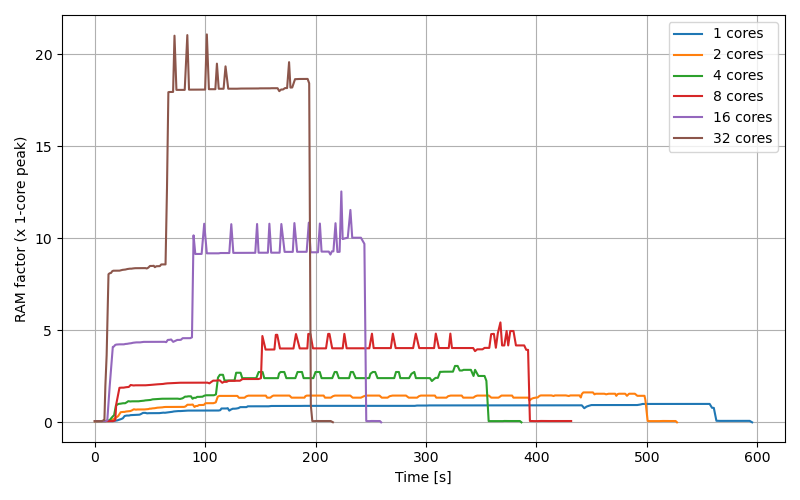 1 cores
2 cores
4 cores
8 cores
16 cores
32 cores
RAM factor (x 1-core peak)
20
15
10
5
0
0 100 200 300 400 500 600
Time [s]